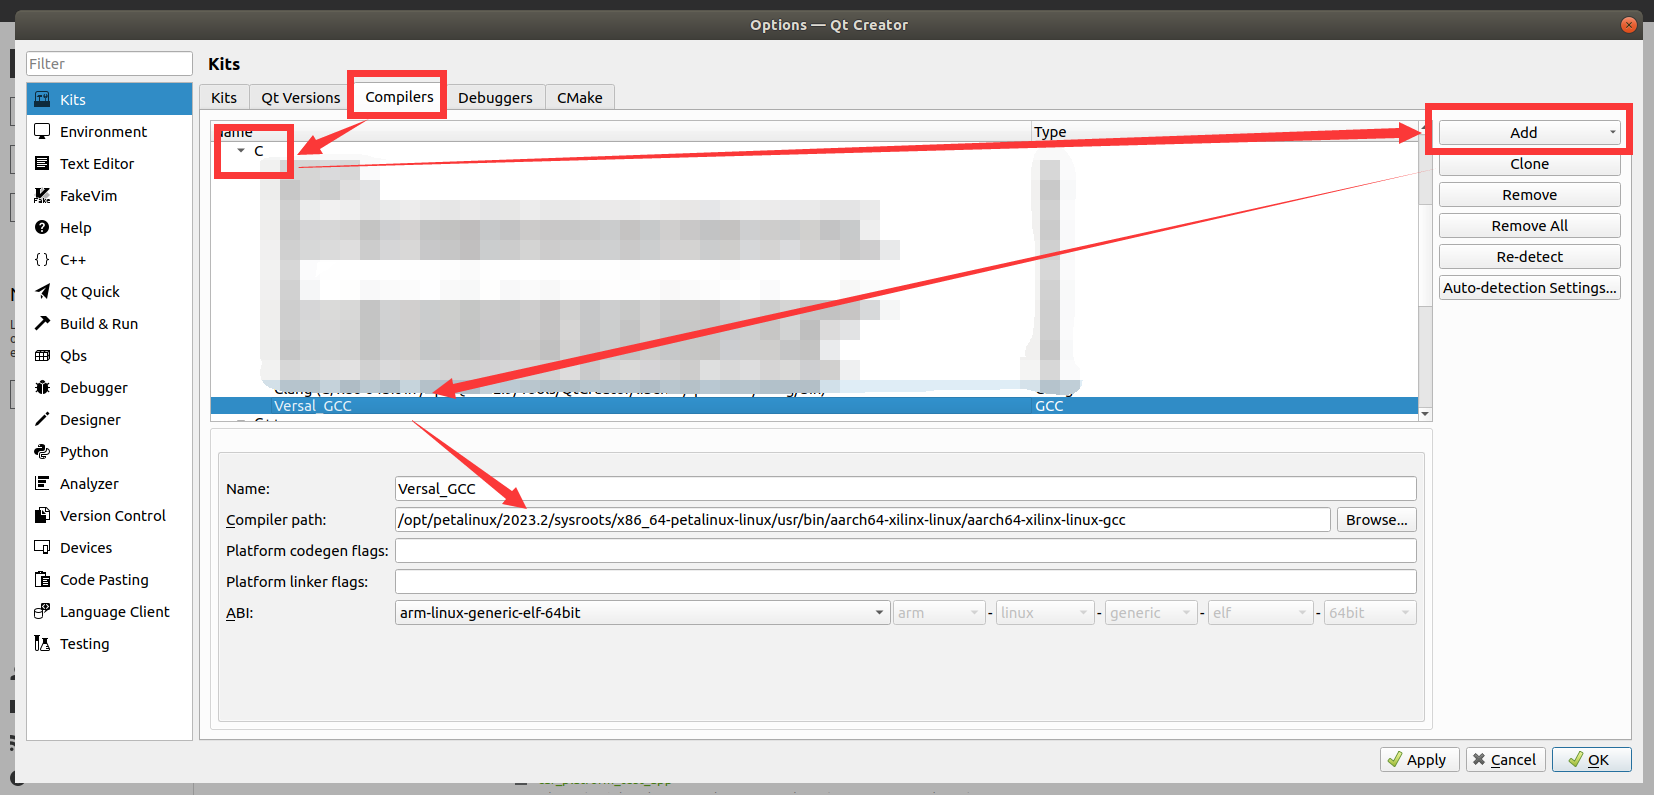 Options — Qt Creator
Filter
Kits
Kits
Environment
Text Editor
FakeVim
Help
C++
Qt Quick
Build & Run
Qbs
Debugger
Designer
Python
Analyzer
Version Control
Devices
Code Pasting
Language Client
Testing
Kits Qt Versions Compilers Debuggers CMake
Name Type
C
Versal_GCC GCC
Add
Clone
Remove
Remove All
Re-detect
Auto-detection Settings...
Name: Versal_GCC
Compiler path: /opt/petalinux/2023.2/sysroots/x86_64-petalinux-linux/usr/bin/aarch64-xilinx-linux/aarch64-xilinx-linux-gcc Browse...
Platform codegen flags:
Platform linker flags:
ABI: arm-linux-generic-elf-64bit arm - linux - generic - elf - 64bit
Apply Cancel OK